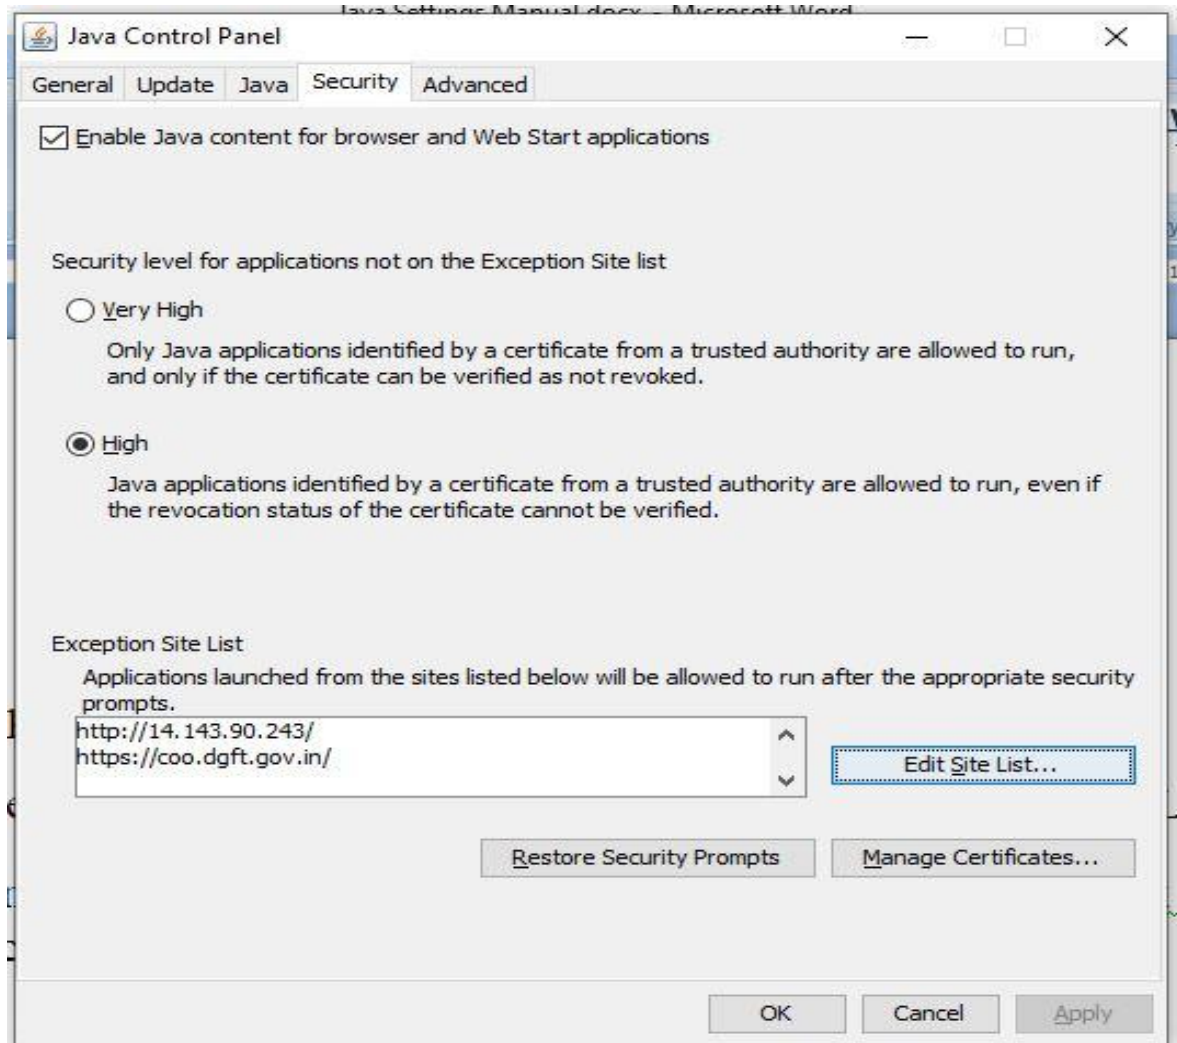 Java Settings Manual.docx - Microsoft Word
Java Control Panel
General Update Java Security Advanced
Enable Java content for browser and Web Start applications
Security level for applications not on the Exception Site list
Very High
Only Java applications identified by a certificate from a trusted authority are allowed to run,
and only if the certificate can be verified as not revoked.
High
Java applications identified by a certificate from a trusted authority are allowed to run, even if
the revocation status of the certificate cannot be verified.
Exception Site List
Applications launched from the sites listed below will be allowed to run after the appropriate security
prompts.
http://14.143.90.243/
https://coo.dgft.gov.in/
Edit Site List...
Restore Security Prompts Manage Certificates...
OK Cancel Apply